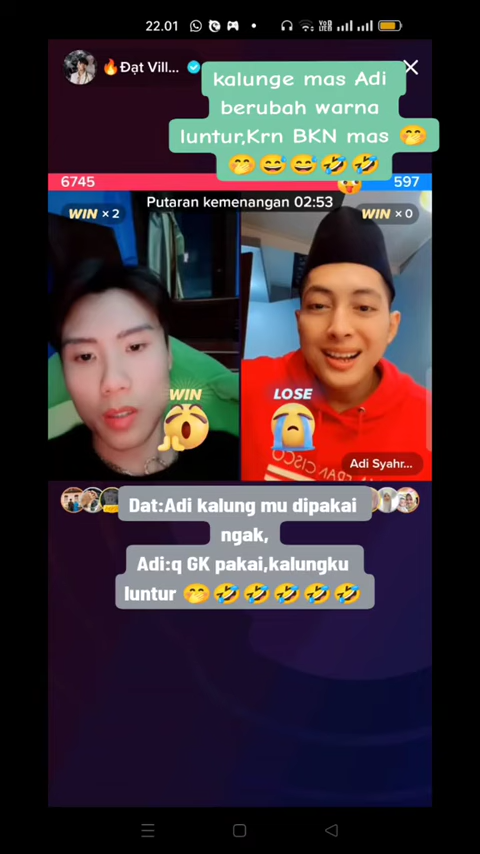 22.01
🔥Đạt Vill...
kalunge mas Adi
berubah warna
luntur,Krn BKN mas 🤭
🤭😅😅🤣🤣
6745
597
WIN × 2
Putaran kemenangan 02:53
WIN × 0
WIN
LOSE
Adi Syahr...
Dat:Adi kalung mu dipakai
ngak,
Adi:q GK pakai,kalungku
luntur 🤭🤣🤣🤣🤣🤣